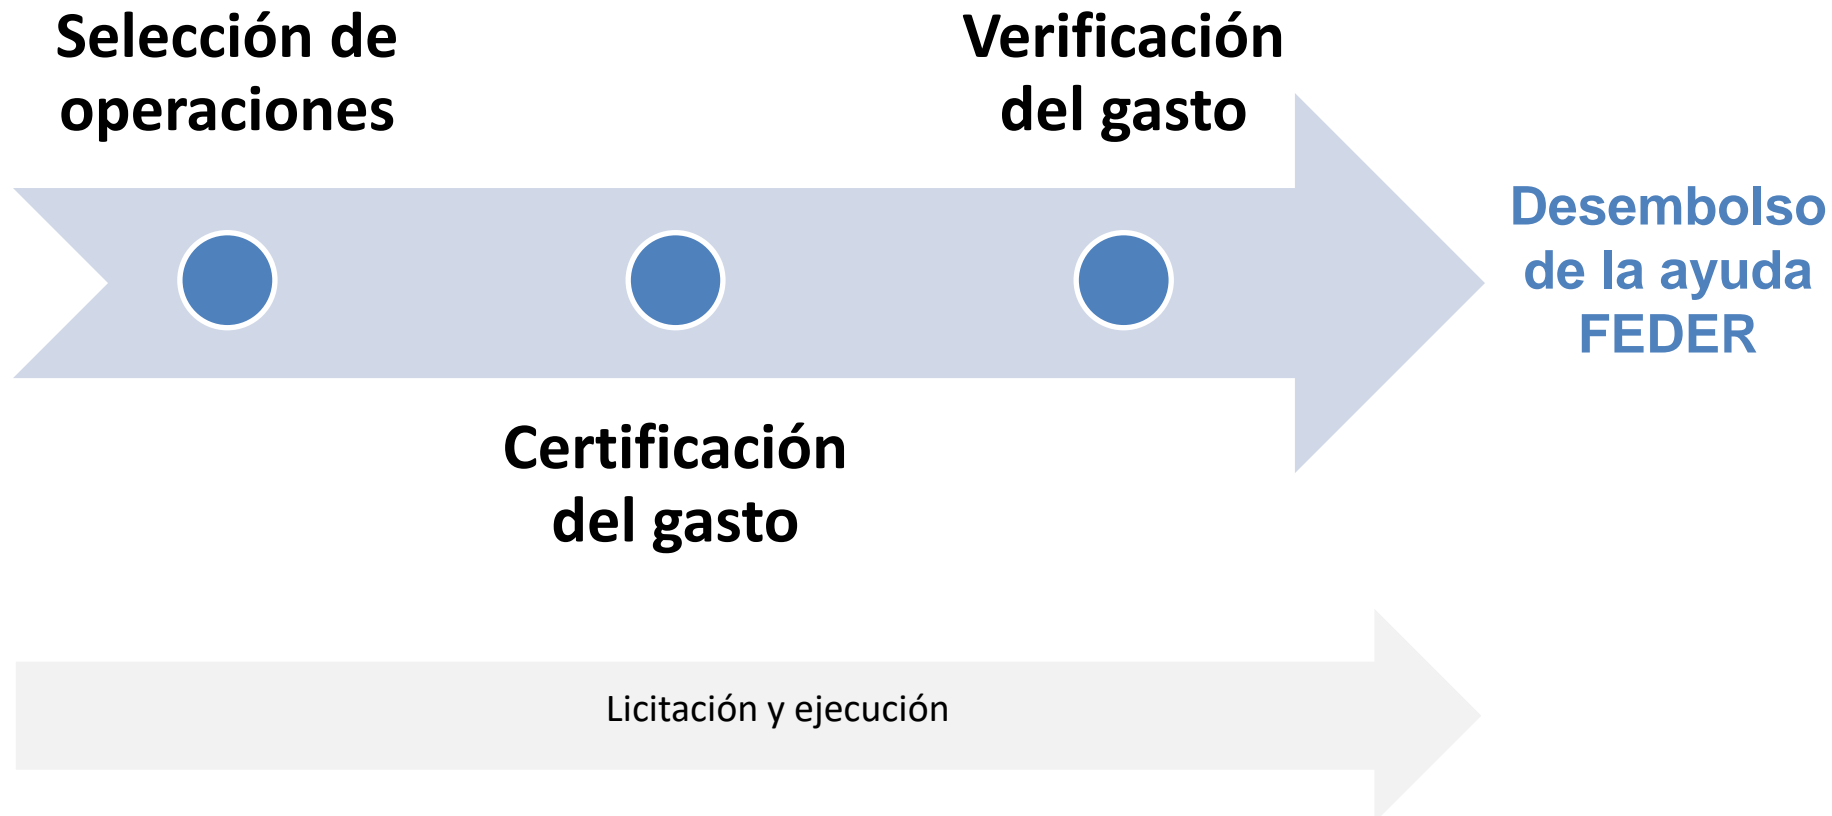 Selección de
operaciones
Verificación
del gasto
Desembolso
de la ayuda
FEDER
Certificación
del gasto
Licitación y ejecución